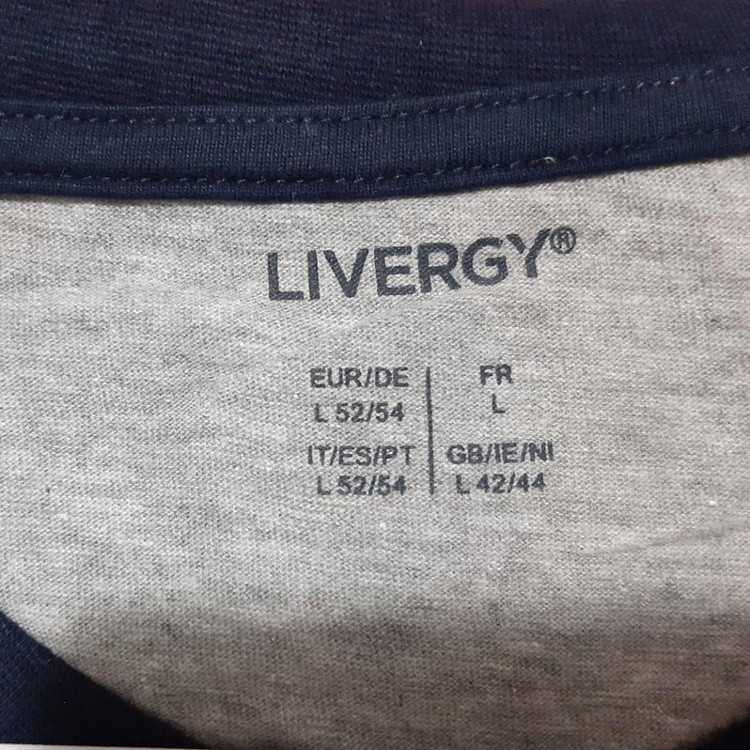 LIVERGY®
EUR/DE
L 52/54
FR
L
IT/ES/PT
L 52/54
GB/IE/NI
L 42/44